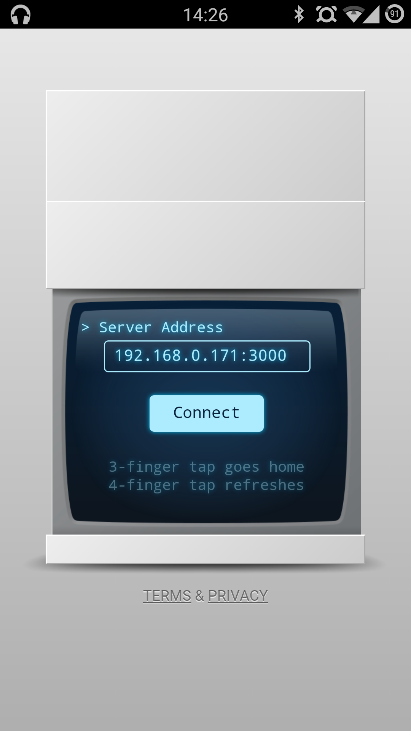 14:26
91
> Server Address
192.168.0.171:3000
Connect
3-finger tap goes home
4-finger tap refreshes
TERMS & PRIVACY